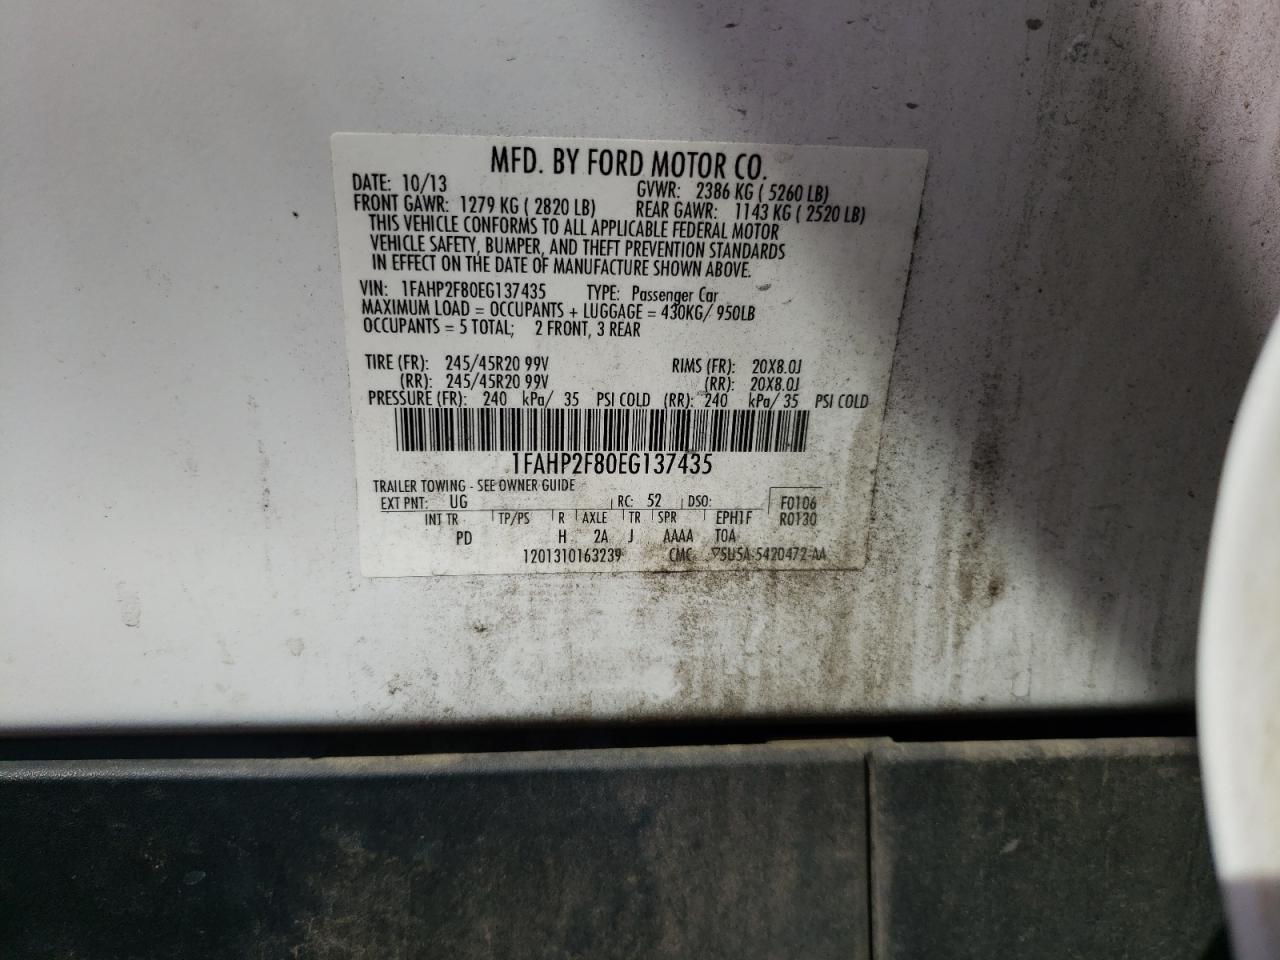 MFD. BY FORD MOTOR CO.
DATE: 10/13 GVWR: 2386 KG ( 5260 LB)
FRONT GAWR: 1279 KG ( 2820 LB) REAR GAWR: 1143 KG ( 2520 LB)
THIS VEHICLE CONFORMS TO ALL APPLICABLE FEDERAL MOTOR
VEHICLE SAFETY, BUMPER, AND THEFT PREVENTION STANDARDS
IN EFFECT ON THE DATE OF MANUFACTURE SHOWN ABOVE.
VIN: 1FAHP2F80EG137435 TYPE: Passenger Car
MAXIMUM LOAD = OCCUPANTS + LUGGAGE = 430KG/ 950LB
OCCUPANTS = 5 TOTAL; 2 FRONT, 3 REAR
TIRE (FR): 245/45R20 99V RIMS (FR): 20X8.0J
(RR): 245/45R20 99V (RR): 20X8.0J
PRESSURE (FR): 240 kPa/ 35 PSI COLD (RR): 240 kPa/ 35 PSI COLD
1FAHP2F80EG137435
TRAILER TOWING - SEE OWNER GUIDE
EXT PNT: UG RC: 52 DSO: F0106
INT TR TP/PS R AXLE TR SPR EPH1F R0130
PD H 2A J AAAA TOA
1201310163239 CMC 5U5A-5420472-AA